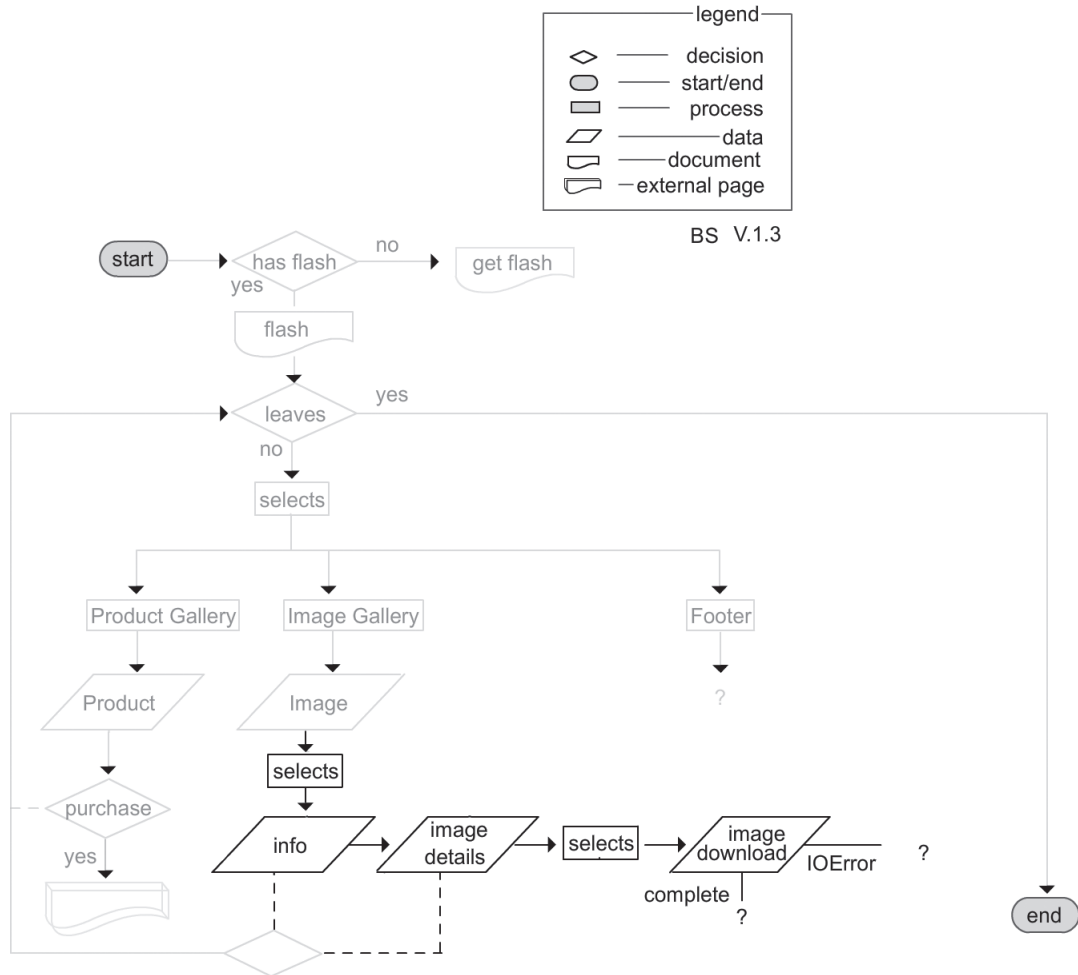 legend
decision
start/end
process
data
document
external page
BS V.1.3
start
has flash
no
get flash
yes
flash
leaves
yes
no
selects
Product Gallery
Image Gallery
Footer
Product
Image
?
selects
purchase
info
image
details
selects
image
download
IOError
?
yes
complete
?
end